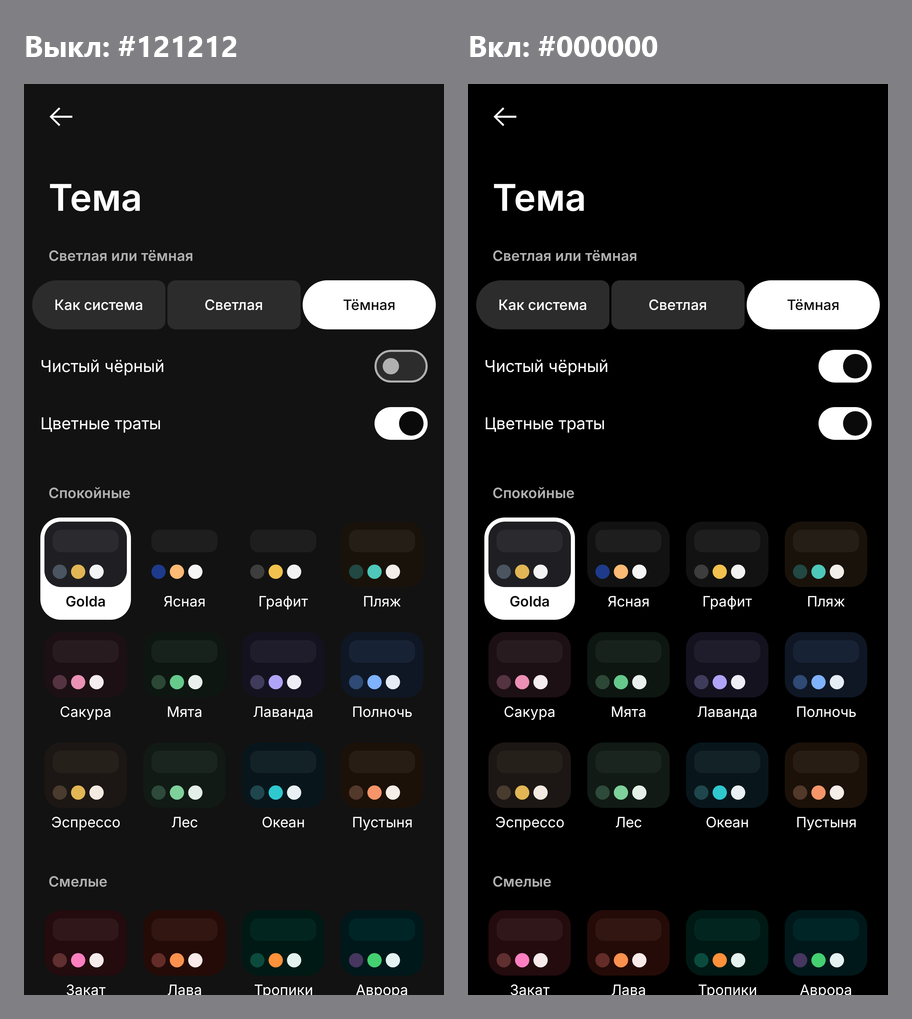 Выкл: #121212
Тема
Светлая или тёмная
Как система Светлая Тёмная
Чистый чёрный
Цветные траты
Спокойные
Golda Ясная Графит Пляж
Сакура Мята Лаванда Полночь
Эспрессо Лес Океан Пустыня
Смелые
Закат Лава Тропики Аврора
Вкл: #000000
Тема
Светлая или тёмная
Как система Светлая Тёмная
Чистый чёрный
Цветные траты
Спокойные
Golda Ясная Графит Пляж
Сакура Мята Лаванда Полночь
Эспрессо Лес Океан Пустыня
Смелые
Закат Лава Тропики Аврора